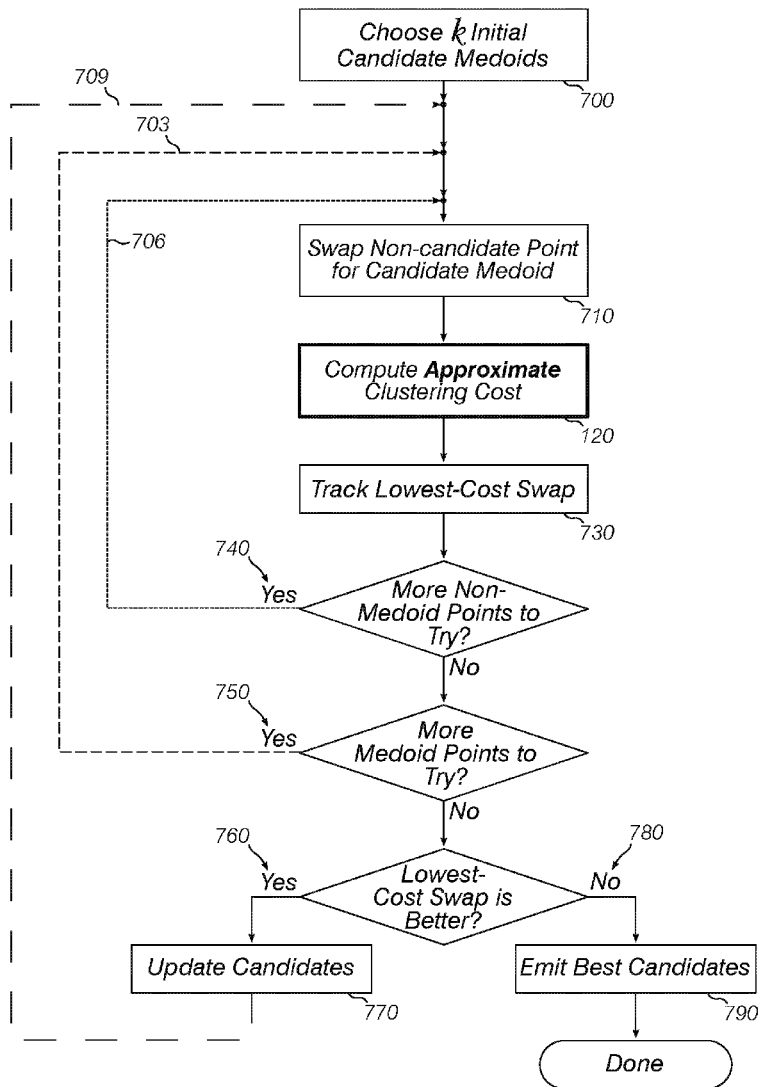 Choose k Initial
Candidate Medoids
700
709
703
706
Swap Non-candidate Point
for Candidate Medoid
710
Compute Approximate
Clustering Cost
120
Track Lowest-Cost Swap
730
740
Yes
More Non-
Medoid Points to
Try?
No
750
Yes
More
Medoid Points to
Try?
No
760
Yes
Lowest-
Cost Swap is
Better?
780
No
Update Candidates
770
Emit Best Candidates
790
Done